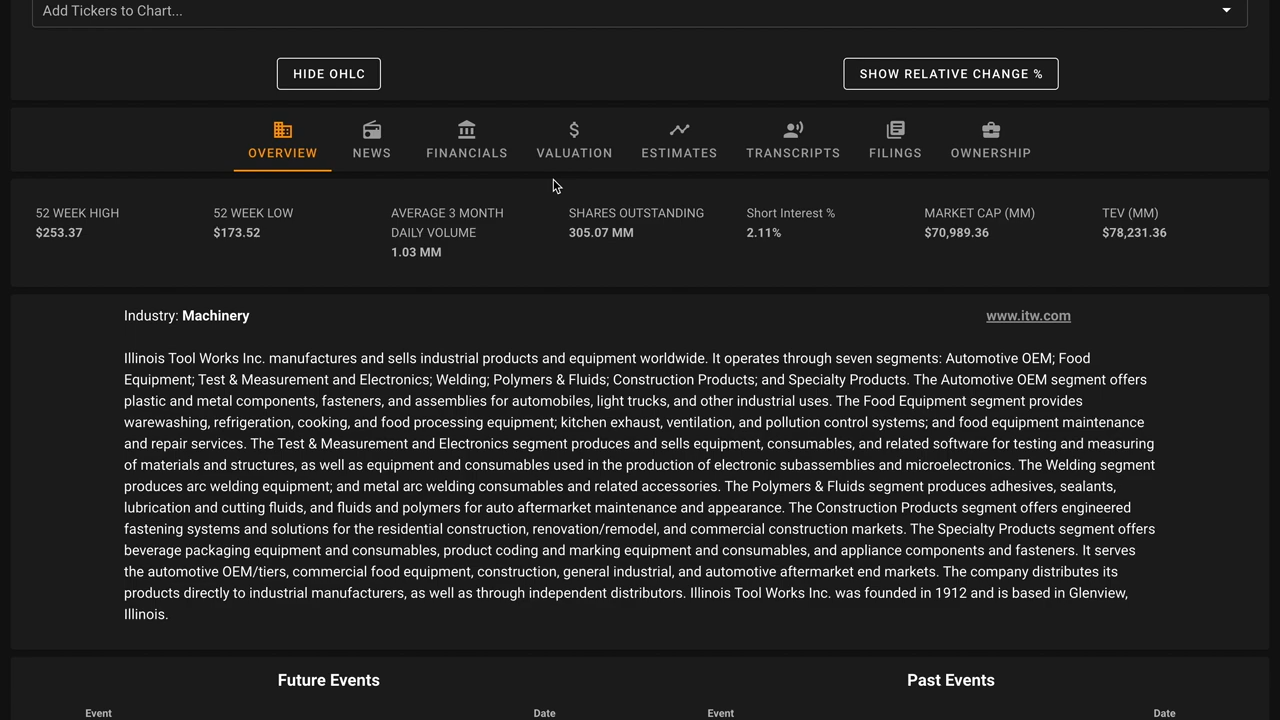 Add Tickers to Chart...
HIDE OHLC
SHOW RELATIVE CHANGE %
OVERVIEW
NEWS
FINANCIALS
VALUATION
ESTIMATES
TRANSCRIPTS
FILINGS
OWNERSHIP
52 WEEK HIGH
$253.37
52 WEEK LOW
$173.52
AVERAGE 3 MONTH
DAILY VOLUME
1.03 MM
SHARES OUTSTANDING
305.07 MM
Short Interest %
2.11%
MARKET CAP (MM)
$70,989.36
TEV (MM)
$78,231.36
Industry: Machinery
www.itw.com
Illinois Tool Works Inc. manufactures and sells industrial products and equipment worldwide. It operates through seven segments: Automotive OEM; Food
Equipment; Test & Measurement and Electronics; Welding; Polymers & Fluids; Construction Products; and Specialty Products. The Automotive OEM segment offers
plastic and metal components, fasteners, and assemblies for automobiles, light trucks, and other industrial uses. The Food Equipment segment provides
warewashing, refrigeration, cooking, and food processing equipment; kitchen exhaust, ventilation, and pollution control systems; and food equipment maintenance
and repair services. The Test & Measurement and Electronics segment produces and sells equipment, consumables, and related software for testing and measuring
of materials and structures, as well as equipment and consumables used in the production of electronic subassemblies and microelectronics. The Welding segment
produces arc welding equipment; and metal arc welding consumables and related accessories. The Polymers & Fluids segment produces adhesives, sealants,
lubrication and cutting fluids, and fluids and polymers for auto aftermarket maintenance and appearance. The Construction Products segment offers engineered
fastening systems and solutions for the residential construction, renovation/remodel, and commercial construction markets. The Specialty Products segment offers
beverage packaging equipment and consumables, product coding and marking equipment and consumables, and appliance components and fasteners. It serves
the automotive OEM/tiers, commercial food equipment, construction, general industrial, and automotive aftermarket end markets. The company distributes its
products directly to industrial manufacturers, as well as through independent distributors. Illinois Tool Works Inc. was founded in 1912 and is based in Glenview,
Illinois.
Future Events
Past Events
Event
Date
Event
Date